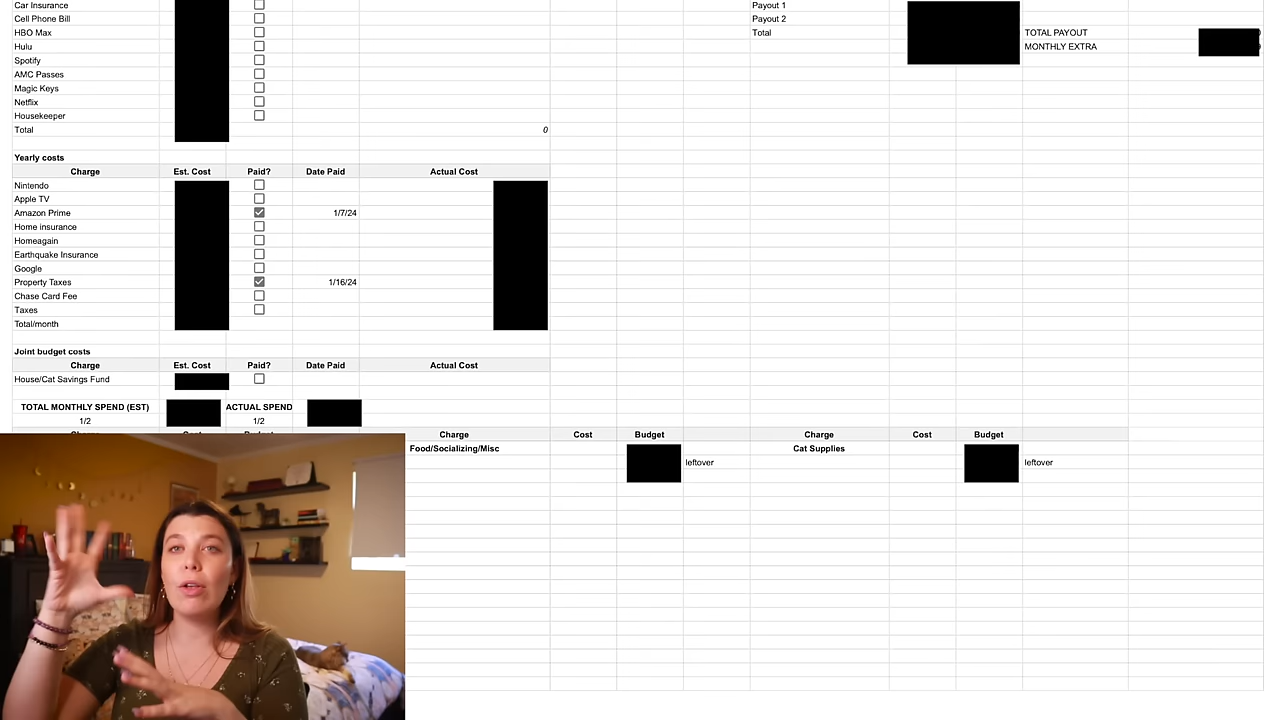 Car Insurance Payout 1
Cell Phone Bill Payout 2
HBO Max Total TOTAL PAYOUT
Hulu MONTHLY EXTRA
Spotify
AMC Passes
Magic Keys
Netflix
Housekeeper
Total 0
Yearly costs
Charge Est. Cost Paid? Date Paid Actual Cost
Nintendo
Apple TV
Amazon Prime 1/7/24
Home insurance
Homeagain
Earthquake Insurance
Google
Property Taxes 1/16/24
Chase Card Fee
Taxes
Total/month
Joint budget costs
Charge Est. Cost Paid? Date Paid Actual Cost
House/Cat Savings Fund
TOTAL MONTHLY SPEND (EST) ACTUAL SPEND
1/2 1/2
Charge Cost Budget Charge Cost Budget
Food/Socializing/Misc Cat Supplies
leftover leftover